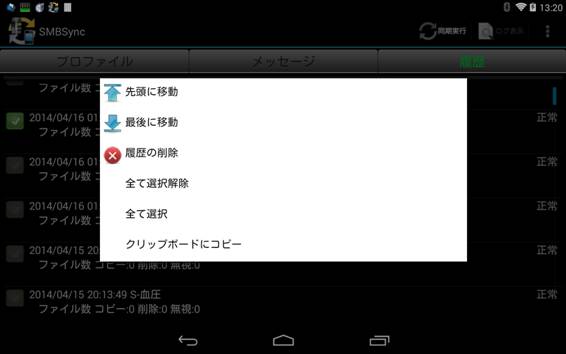 13:20
SMBSync
同期実行
ログ表示
プロファイル
メッセージ
履歴
ファイル数 コ
先頭に移動
2014/04/16 01
正常
最後に移動
ファイル数 コ
履歴の削除
2014/04/16 01
正常
ファイル数 コ
全て選択解除
2014/04/16 01
正常
全て選択
ファイル数 コ
クリップボードにコピー
2014/04/15 20
正常
ファイル数 コピー:0 削除:0 無視:0
2014/04/15 20:13:49 S-血圧
正常
ファイル数 コピー:0 削除:0 無視:0